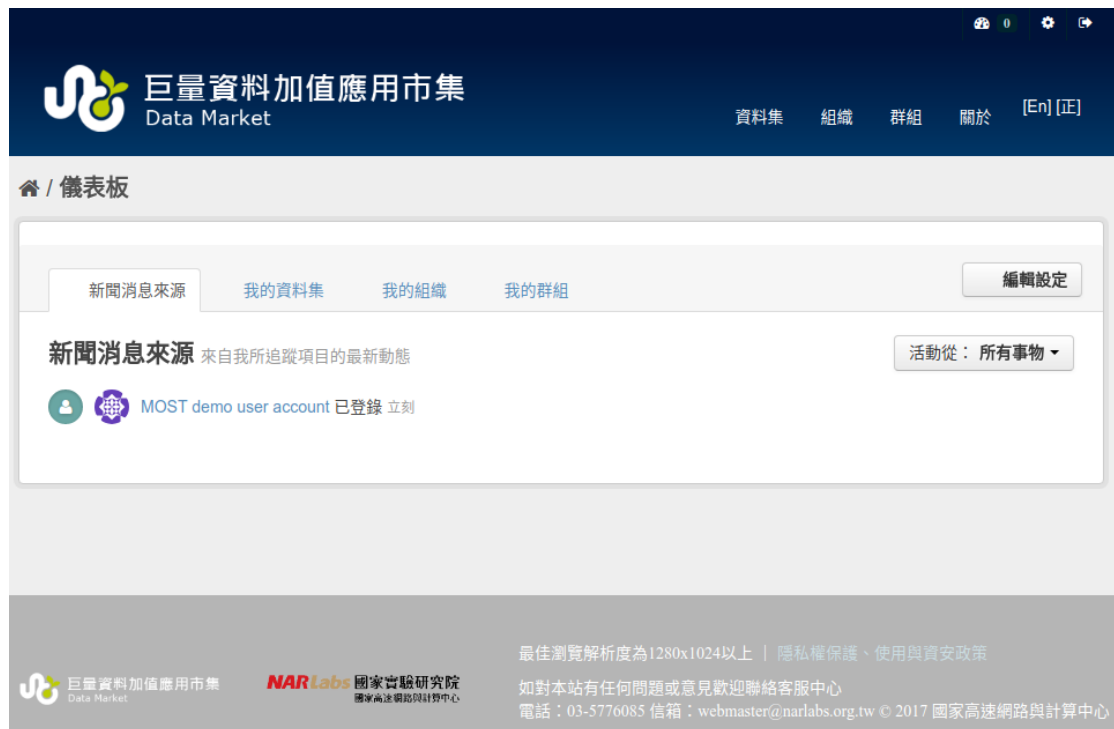 0
巨量資料加值應用市集
Data Market
資料集 組織 群組 關於 [En] [正]
/ 儀表板
新聞消息來源 我的資料集 我的組織 我的群組 編輯設定
新聞消息來源 來自我所追蹤項目的最新動態 活動從： 所有事物
MOST demo user account 已登錄 立刻
最佳瀏覽解析度為1280x1024以上 | 隱私權保護、使用與資安政策
巨量資料加值應用市集
Data Market
NARLabs 國家實驗研究院
國家高速網路與計算中心
如對本站有任何問題或意見歡迎聯絡客服中心
電話：03-5776085 信箱：webmaster@narlabs.org.tw © 2017 國家高速網路與計算中心